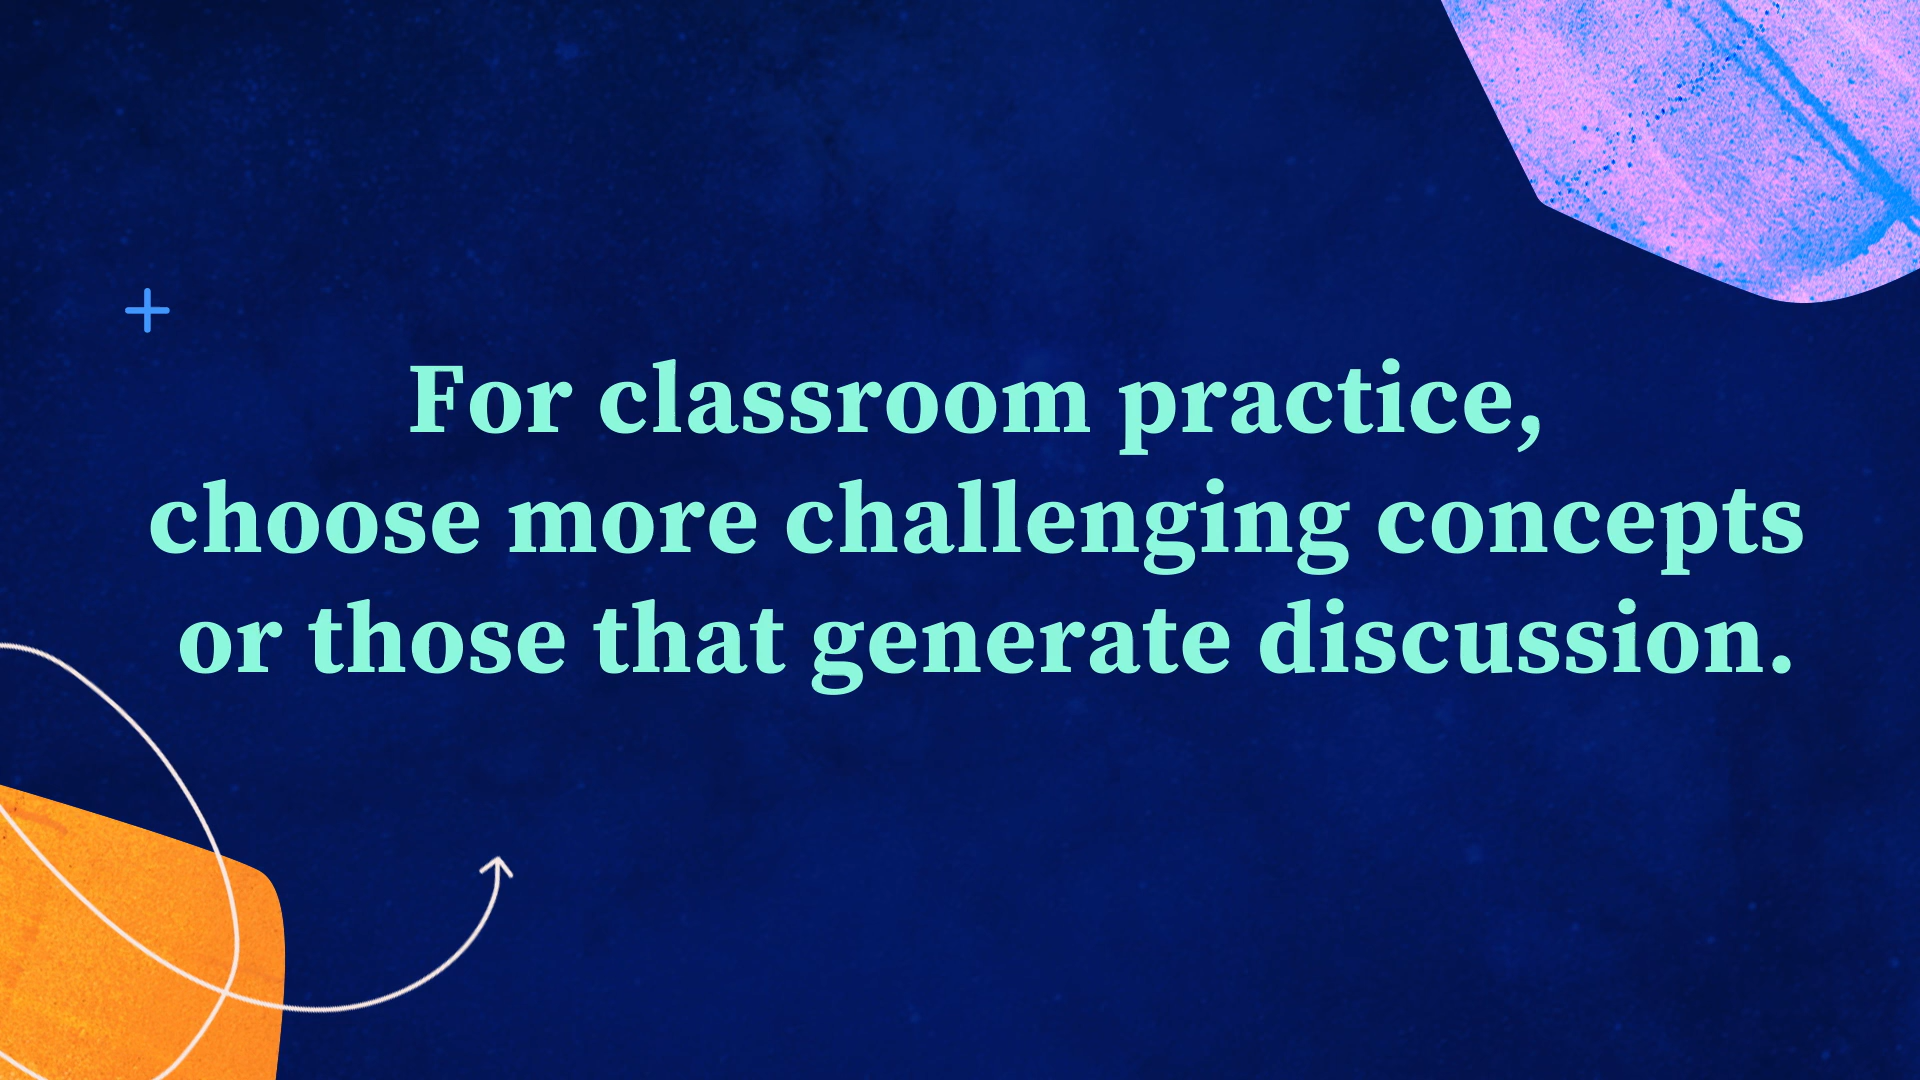 For classroom practice,
choose more challenging concepts
or those that generate discussion.